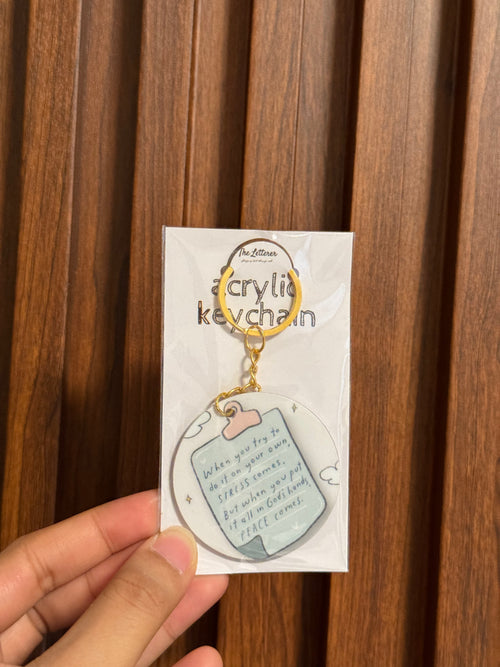 The Letterer
acrylic
keychain
When you try to
do it on your own,
STRESS comes.
But when you put
it all in God's hands,
PEACE comes.